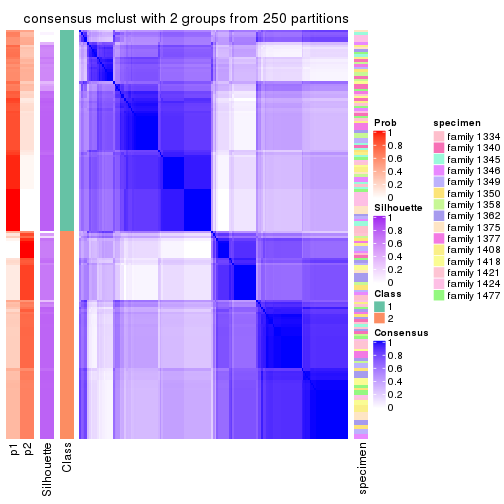 consensus mclust with 2 groups from 250 partitions
p1
p2
Silhouette
Class
specimen
Prob
1
0.8
0.6
0.4
0.2
0
Silhouette
0.8
0.6
0.4
0.2
0
Class
1
2
Consensus
1
0.8
0.6
0.4
0.2
0
specimen
family 1334
family 1340
family 1345
family 1346
family 1349
family 1350
family 1358
family 1362
family 1375
family 1377
family 1408
family 1418
family 1421
family 1424
family 1477